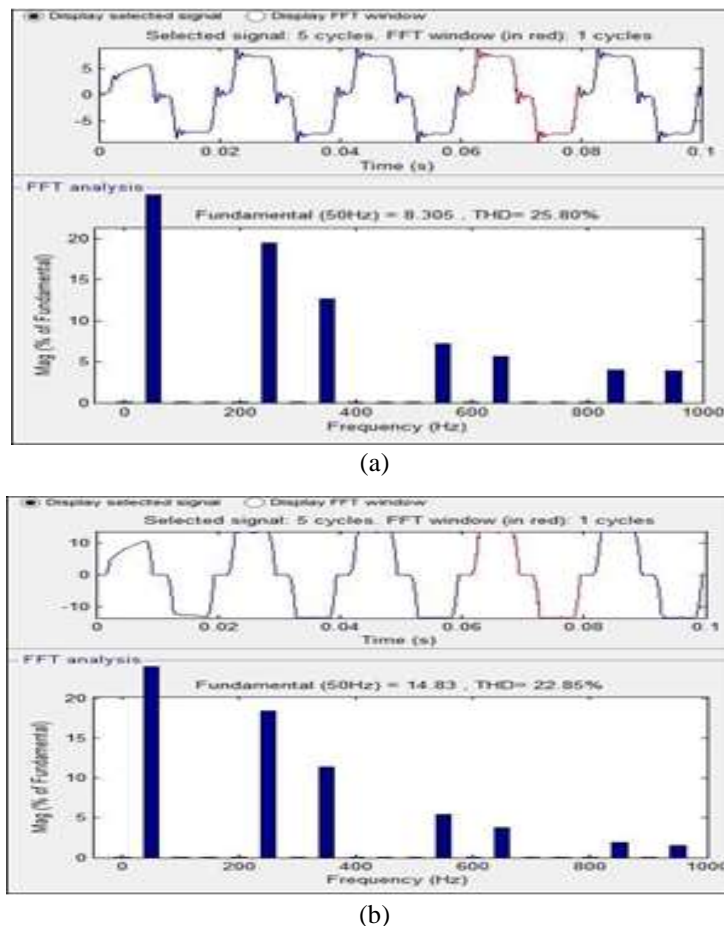 Display selected signal Display FFT window
Selected signal: 5 cycles. FFT window (in red): 1 cycles
5
0
-5
0 0.02 0.04 0.06 0.08 0.1
Time (s)
FFT analysis
Fundamental (50Hz) = 8.305 , THD= 25.80%
20
15
10
5
0
Mag (% of Fundamental)
0 200 400 600 800 1000
Frequency (Hz)
(a)
Display selected signal Display FFT window
Selected signal: 5 cycles. FFT window (in red): 1 cycles
10
0
-10
0 0.02 0.04 0.06 0.08 0.1
Time (s)
FFT analysis
Fundamental (50Hz) = 14.83 , THD= 22.85%
20
15
10
5
0
Mag (% of Fundamental)
0 200 400 600 800 1000
Frequency (Hz)
(b)